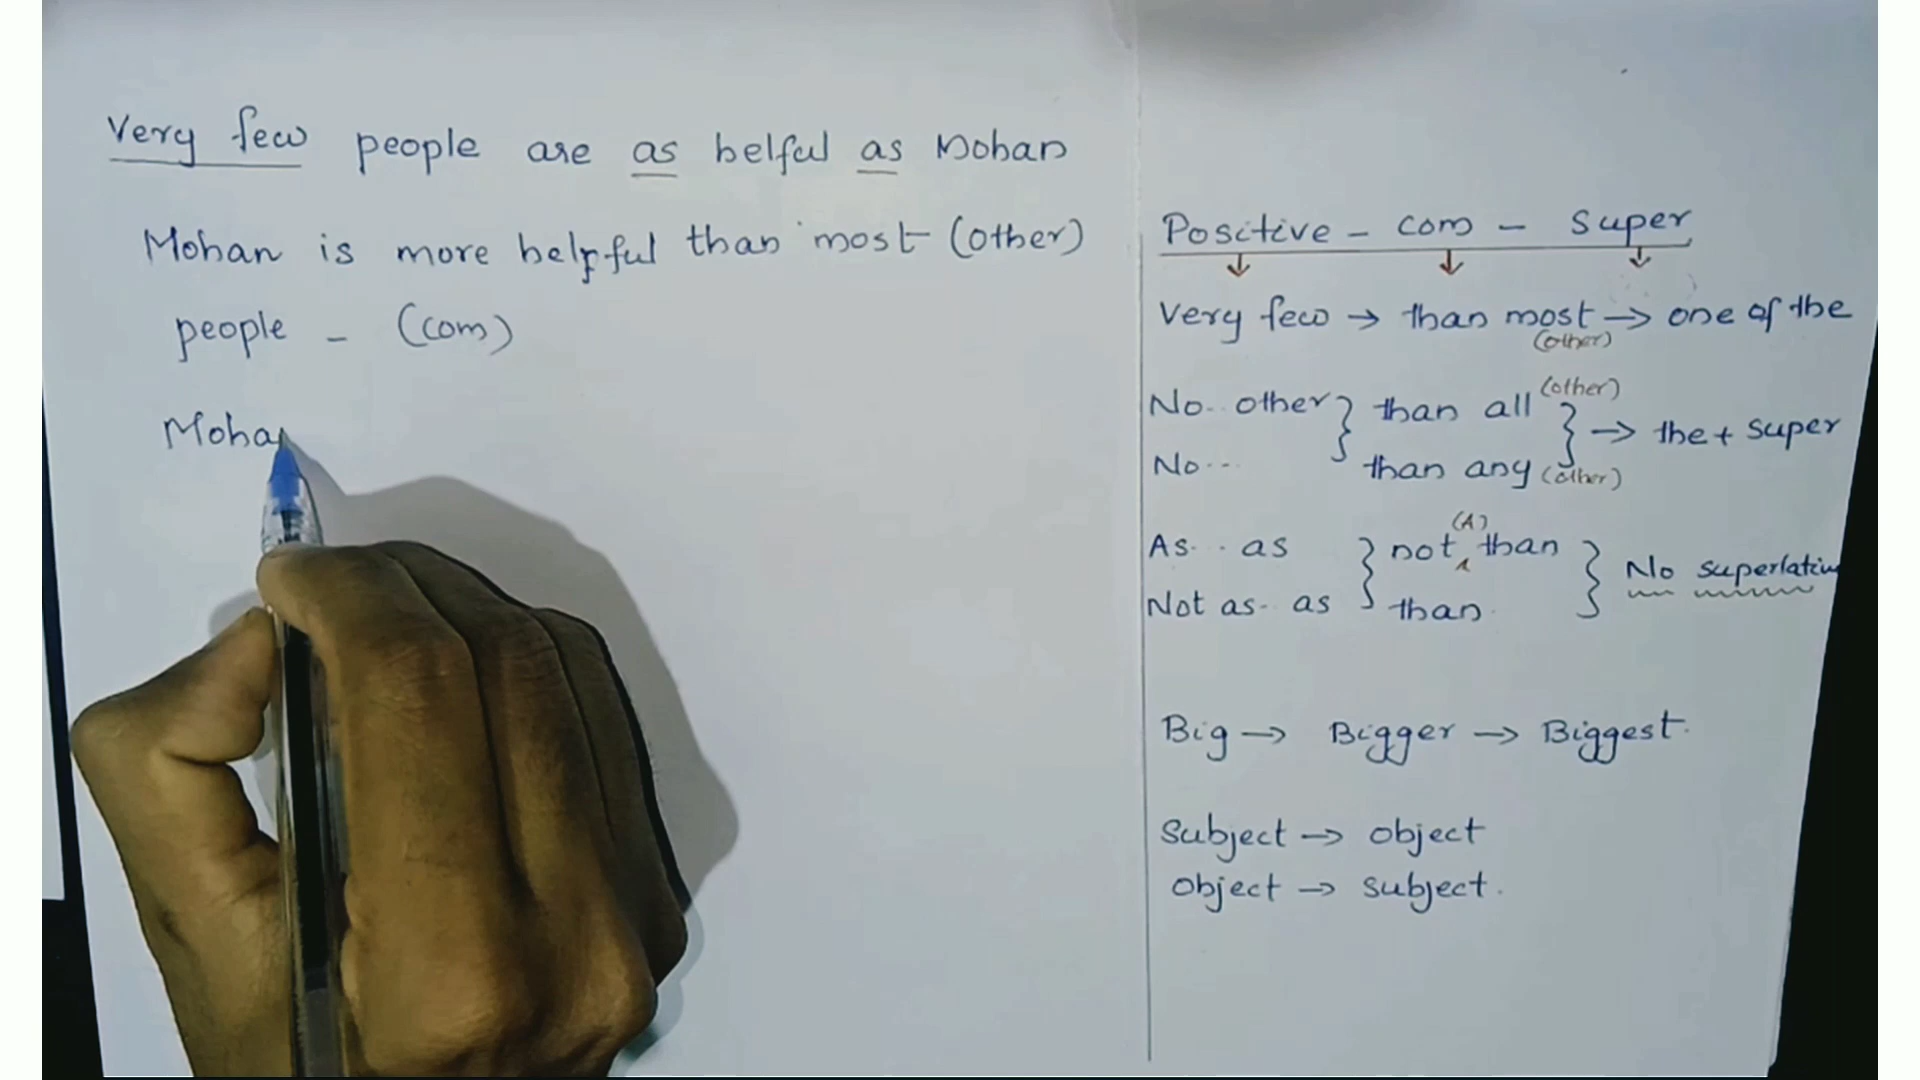 Very few people are as helful as Mohan
Mohan is more helpful than most (other)
people - (com)
Moha
Positive - com - super
Very few → than most → one of the
(other)
No.. other } than all (other) } → the + super
No... than any (other)
As... as } not (A) than } No superlative
Not as.. as than.
Big → Bigger → Biggest.
Subject → object
object → subject.